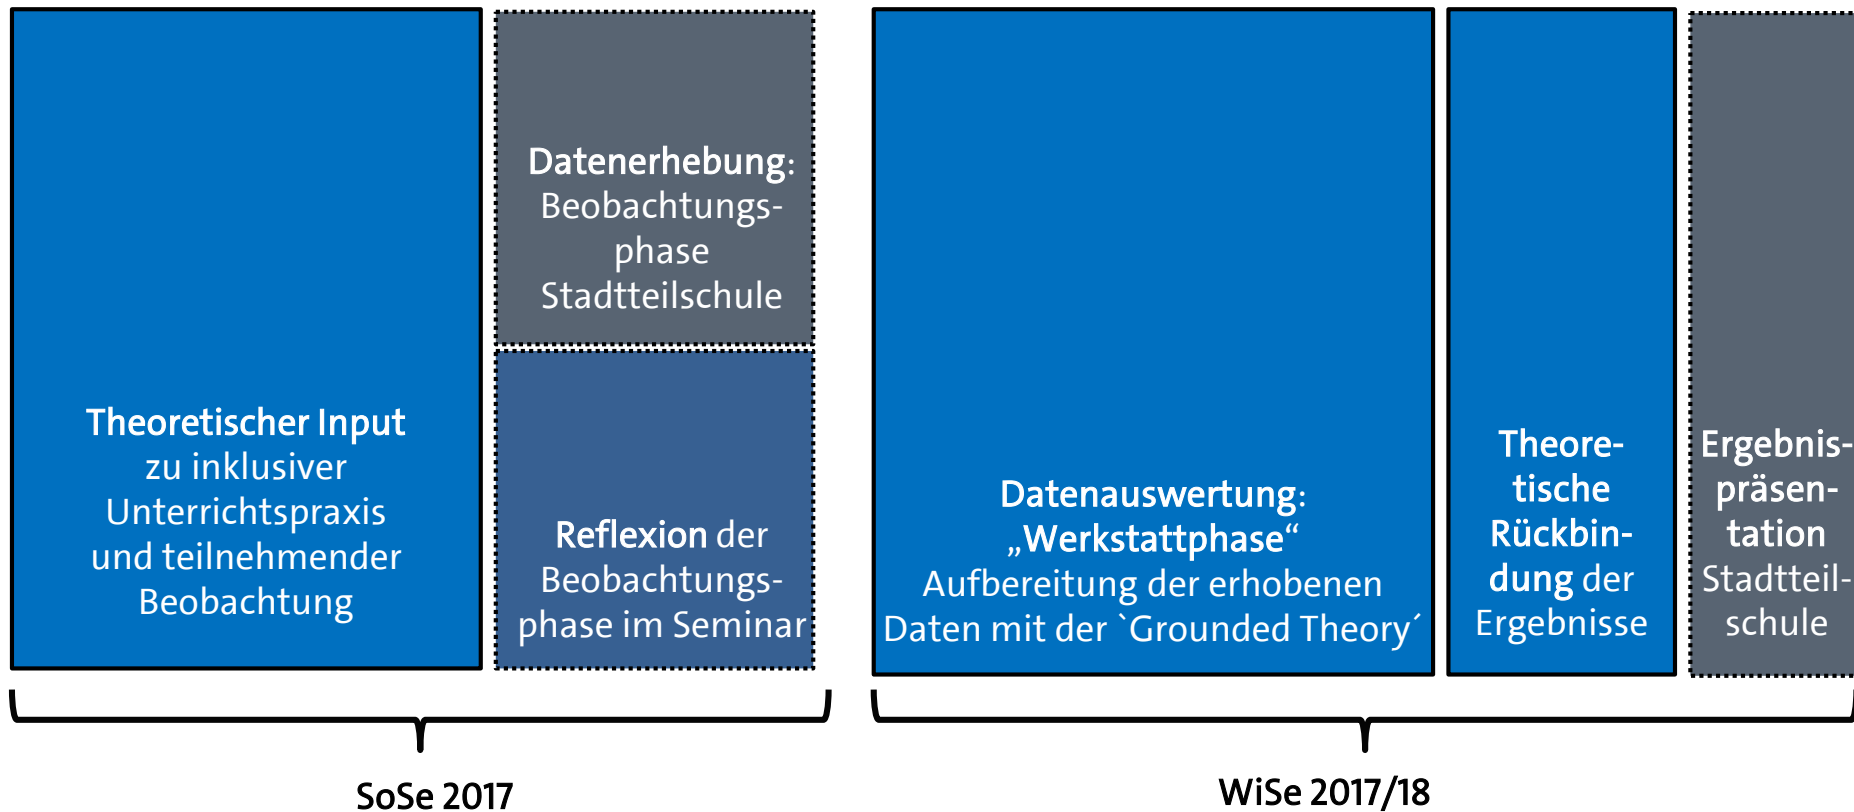 Theoretischer Input
zu inklusiver
Unterrichtspraxis
und teilnehmender
Beobachtung
Datenerhebung:
Beobachtungs-
phase
Stadtteilschule
Reflexion der
Beobachtungs-
phase im Seminar
Datenauswertung:
„Werkstattphase“
Aufbereitung der erhobenen
Daten mit der `Grounded Theory´
Theore-
tische
Rückbin-
dung der
Ergebnisse
Ergebnis-
präsen-
tation
Stadtteil-
schule
SoSe 2017
WiSe 2017/18